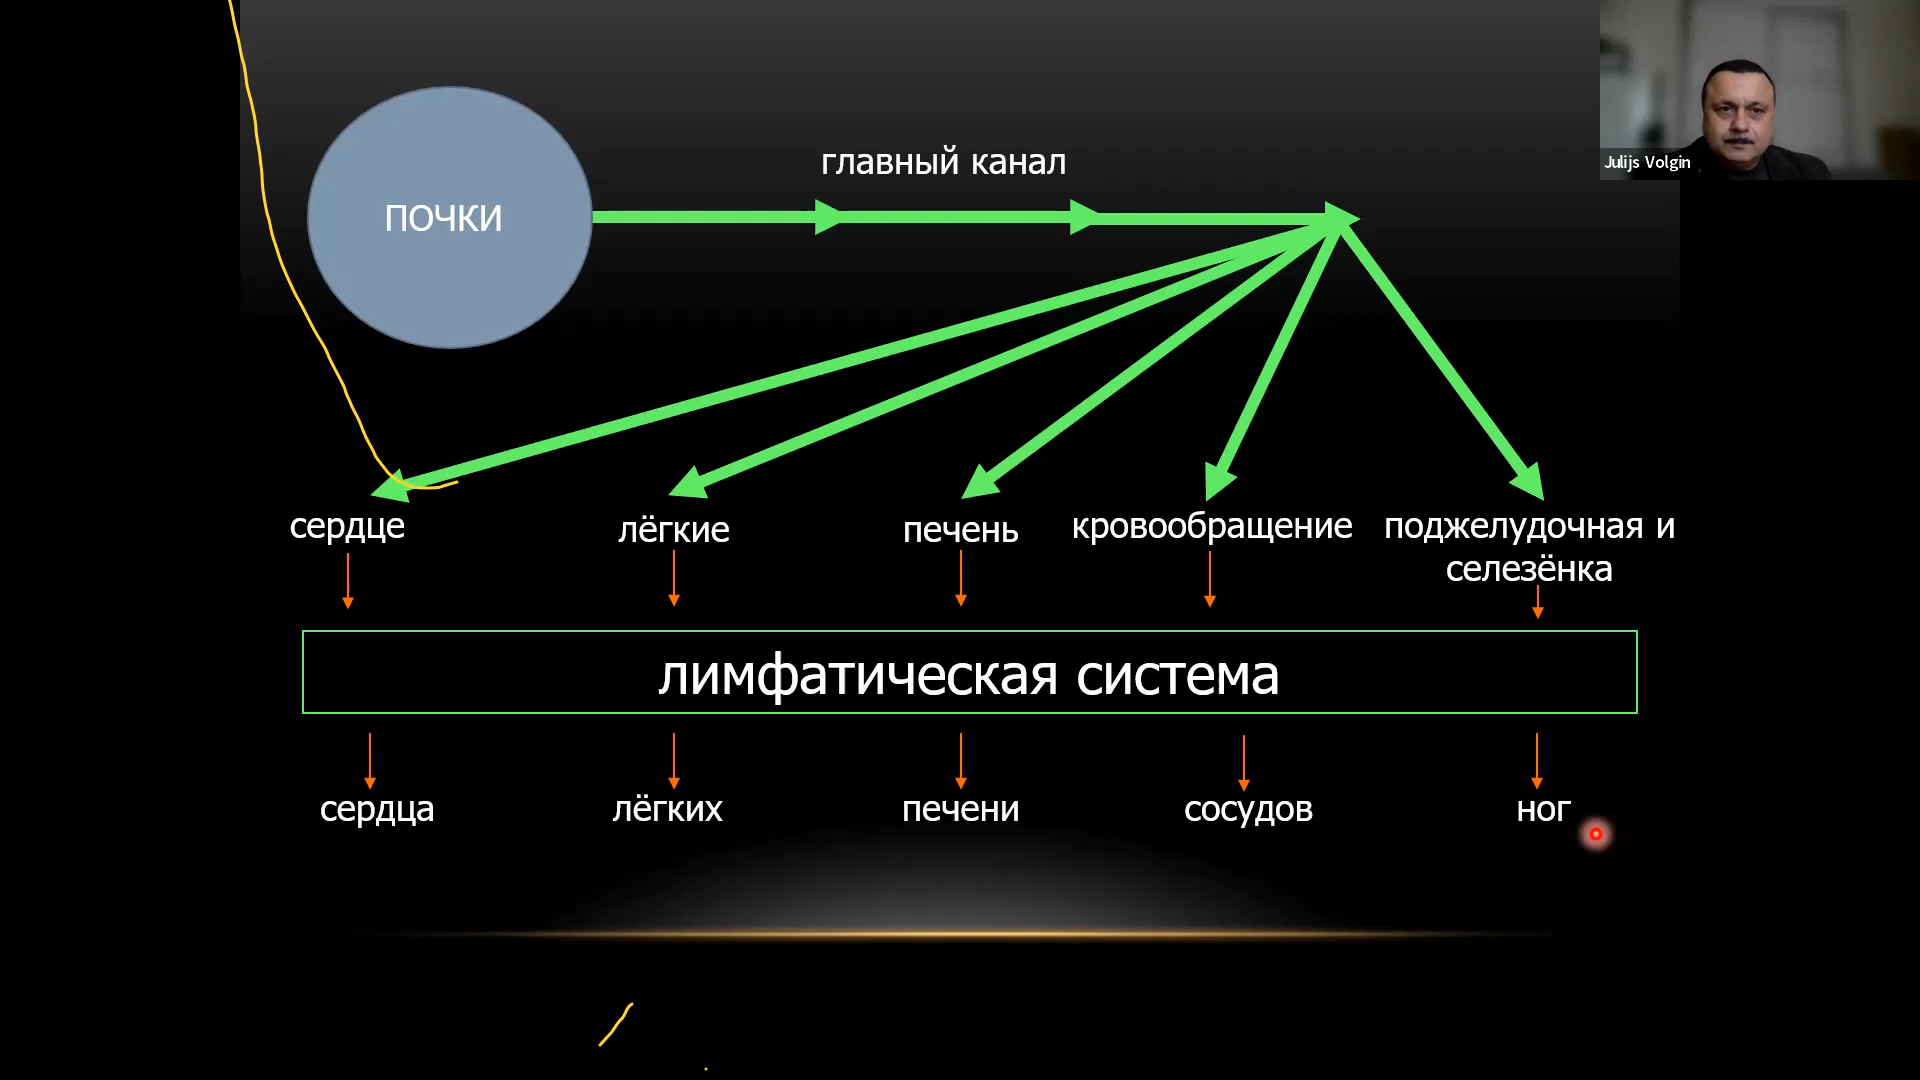 Julijs Volgin
главный канал
ПОЧКИ
сердце
лёгкие
печень
кровообращение
поджелудочная и
селезёнка
лимфатическая система
сердца
лёгких
печени
сосудов
ног